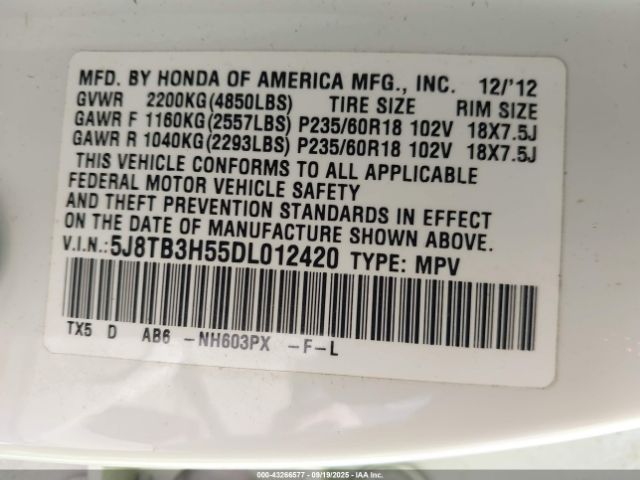 MFD. BY HONDA OF AMERICA MFG., INC. 12/'12
GVWR 2200KG(4850LBS) TIRE SIZE RIM SIZE
GAWR F 1160KG(2557LBS) P235/60R18 102V 18X7.5J
GAWR R 1040KG(2293LBS) P235/60R18 102V 18X7.5J
THIS VEHICLE CONFORMS TO ALL APPLICABLE
FEDERAL MOTOR VEHICLE SAFETY
AND THEFT PREVENTION STANDARDS IN EFFECT
ON THE DATE OF MANUFACTURE SHOWN ABOVE.
V.I.N.: 5J8TB3H55DL012420 TYPE: MPV
TX5 D AB6 -NH603PX -F-L
000-43266577 - 09/19/2025 - IAA Inc.